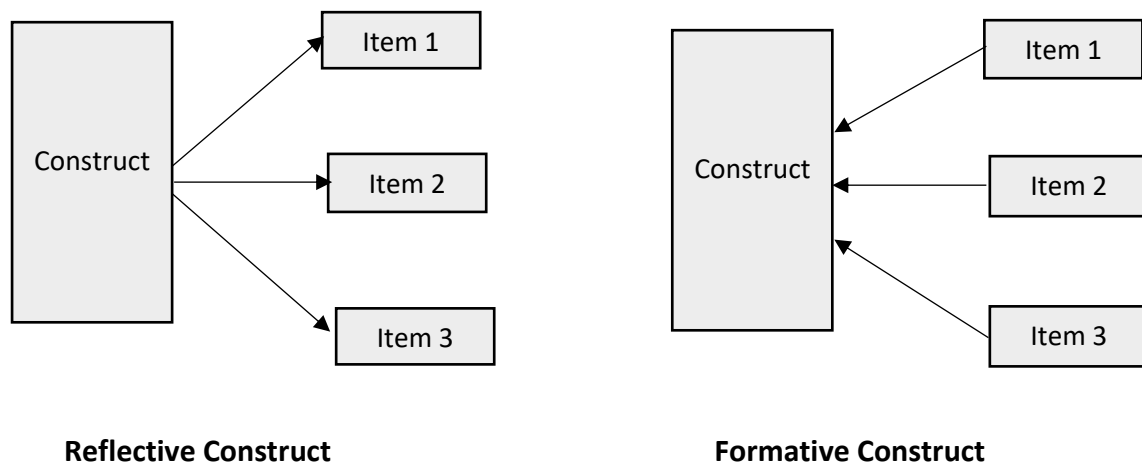 Construct
Item 1
Item 2
Item 3
Reflective Construct
Construct
Item 1
Item 2
Item 3
Formative Construct